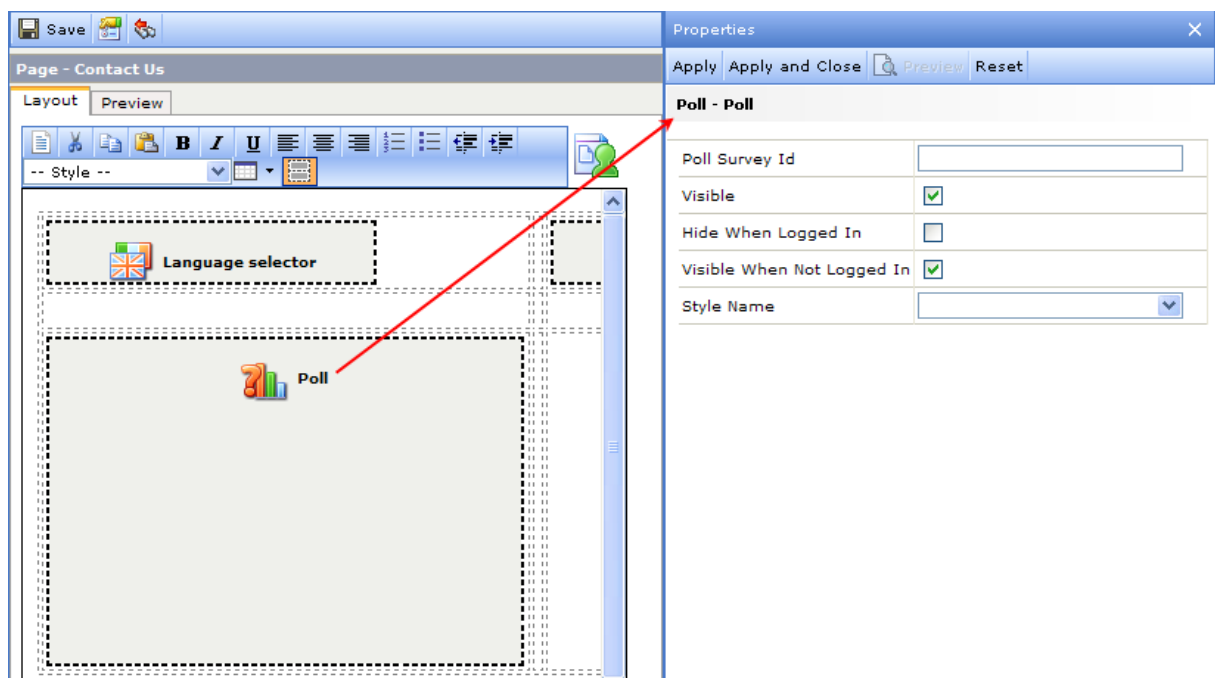 Save
Page - Contact Us
Layout Preview
B I U
-- Style --
Language selector
Poll
Properties
Apply Apply and Close Preview Reset
Poll - Poll
Poll Survey Id
Visible
Hide When Logged In
Visible When Not Logged In
Style Name